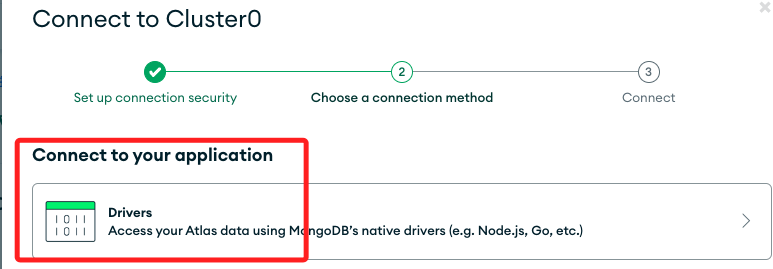 Connect to Cluster0
2
3
Set up connection security
Choose a connection method
Connect
Connect to your application
1011
1011
Drivers
Access your Atlas data using MongoDB's native drivers (e.g. Node.js, Go, etc.)